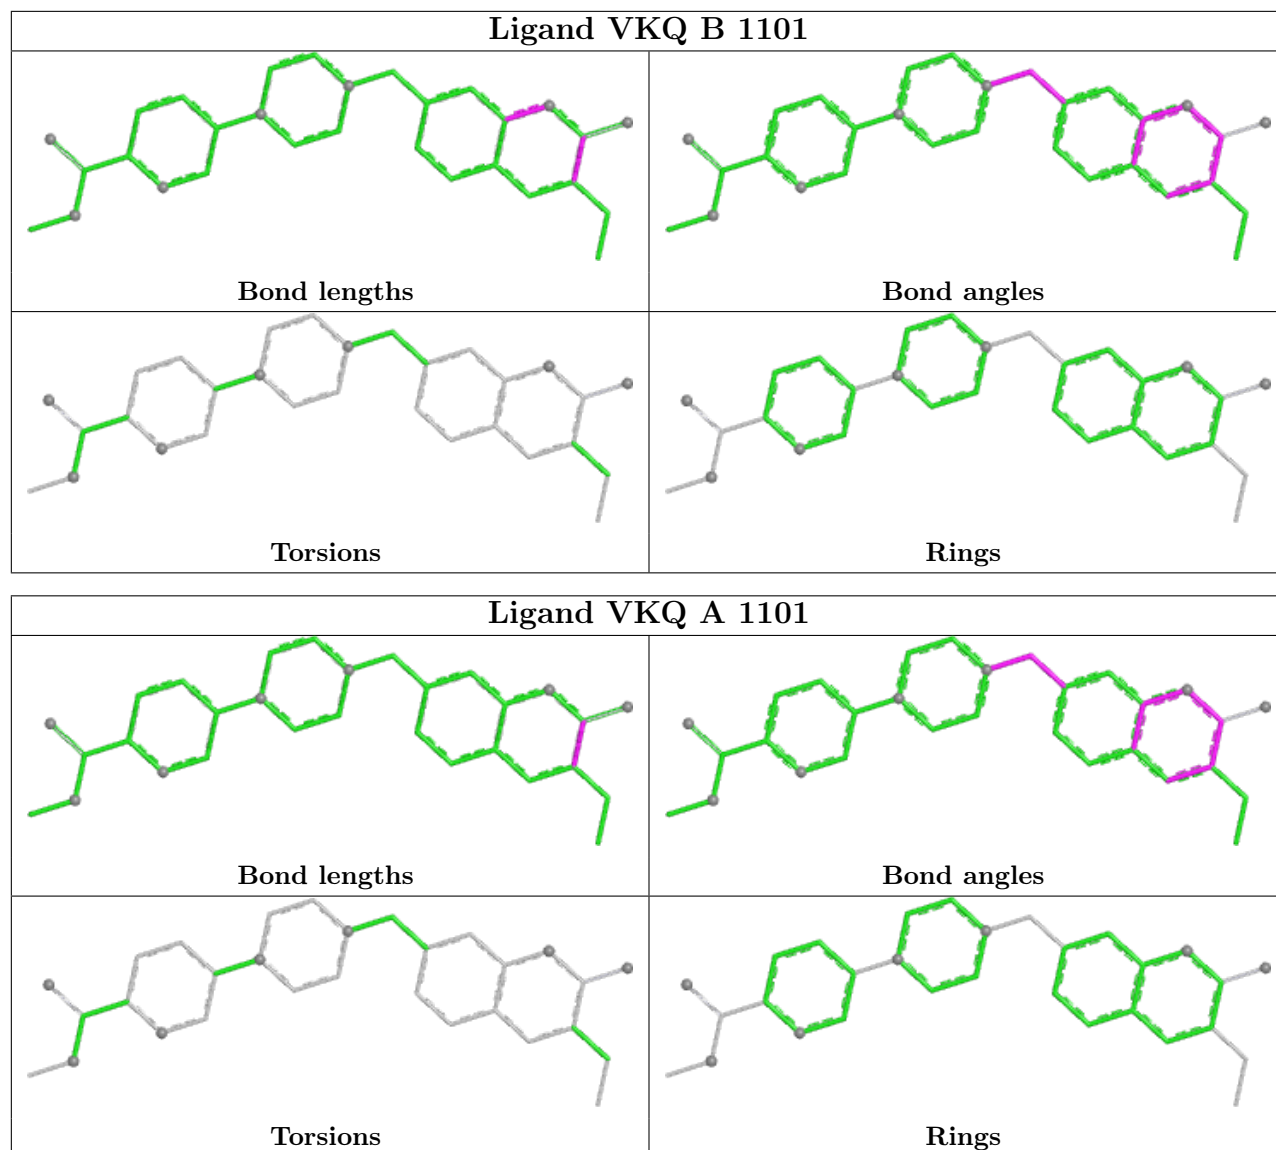 Ligand VKQ B 1101
Bond lengths
Bond angles
Torsions
Rings
Ligand VKQ A 1101
Bond lengths
Bond angles
Torsions
Rings